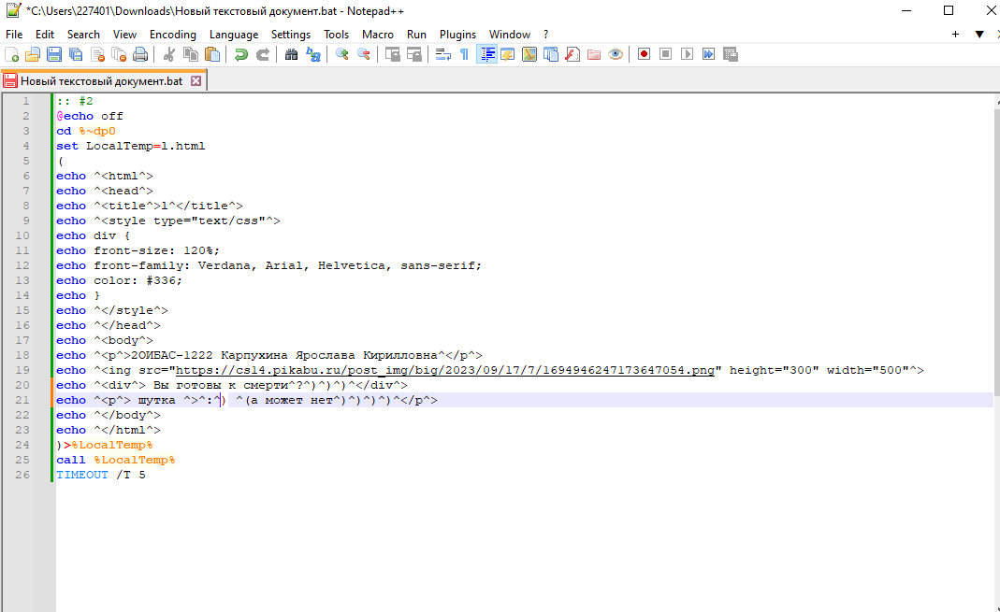 *C:\Users\227401\Downloads\Новый текстовый документ.bat - Notepad++
File Edit Search View Encoding Language Settings Tools Macro Run Plugins Window ?
Новый текстовый документ.bat
1 :: #2
2 @echo off
3 cd %~dp0
4 set LocalTemp=l.html
5 (
6 echo ^<html^>
7 echo ^<head^>
8 echo ^<title^>l^</title^>
9 echo ^<style type="text/css"^>
10 echo div {
11 echo front-size: 120%;
12 echo front-family: Verdana, Arial, Helvetica, sans-serif;
13 echo color: #336;
14 echo }
15 echo ^</style^>
16 echo ^</head^>
17 echo ^<body^>
18 echo ^<p^>2ОИБАС-1222 Карпухина Ярослава Кирилловна^</p^>
19 echo ^<ing src="https://cs14.pikabu.ru/post_img/big/2023/09/17/7/1694946247173647054.png" height="300" width="500"^>
20 echo ^<div^> Вы готовы к смерти^?^)^)^)^</div^>
21 echo ^<p^> шутка ^>^:^) ^(а может нет^)^)^)^)^)^</p^>
22 echo ^</body^>
23 echo ^</html^>
24 )>%LocalTemp%
25 call %LocalTemp%
26 TIMEOUT /T 5